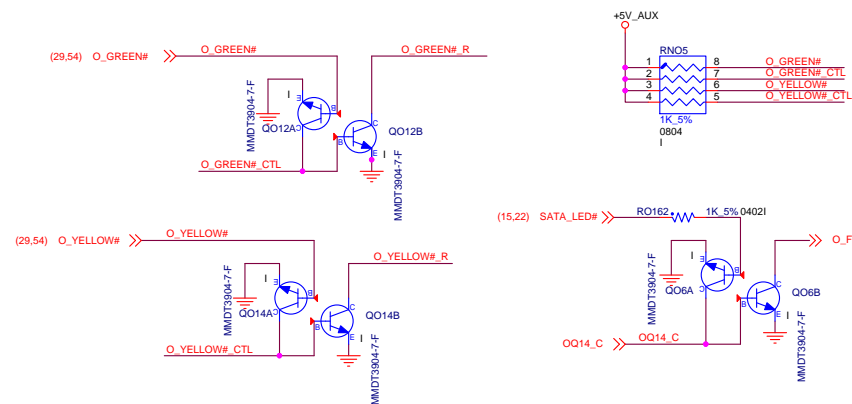 +5V_AUX
(29,54) O_GREEN#
O_GREEN#
O_GREEN#_R
RNO5
1 8 O_GREEN#
2 7 O_GREEN#_CTL
3 6 O_YELLOW#
4 5 O_YELLOW#_CTL
1K_5%
0804
I
E I B
C
QO12A
MMDT3904-7-F
C
B
QO12B
E I
MMDT3904-7-F
O_GREEN#_CTL
(15,22) SATA_LED#
RO162 1K_5% 0402I
(29,54) O_YELLOW#
O_YELLOW#
O_YELLOW#_R
O_F
E I B
C
QO14A
MMDT3904-7-F
C
B
QO14B
E I
MMDT3904-7-F
O_YELLOW#_CTL
E I B
C
QO6A
MMDT3904-7-F
C
B
QO6B
E I
MMDT3904-7-F
OQ14_C
OQ14_C